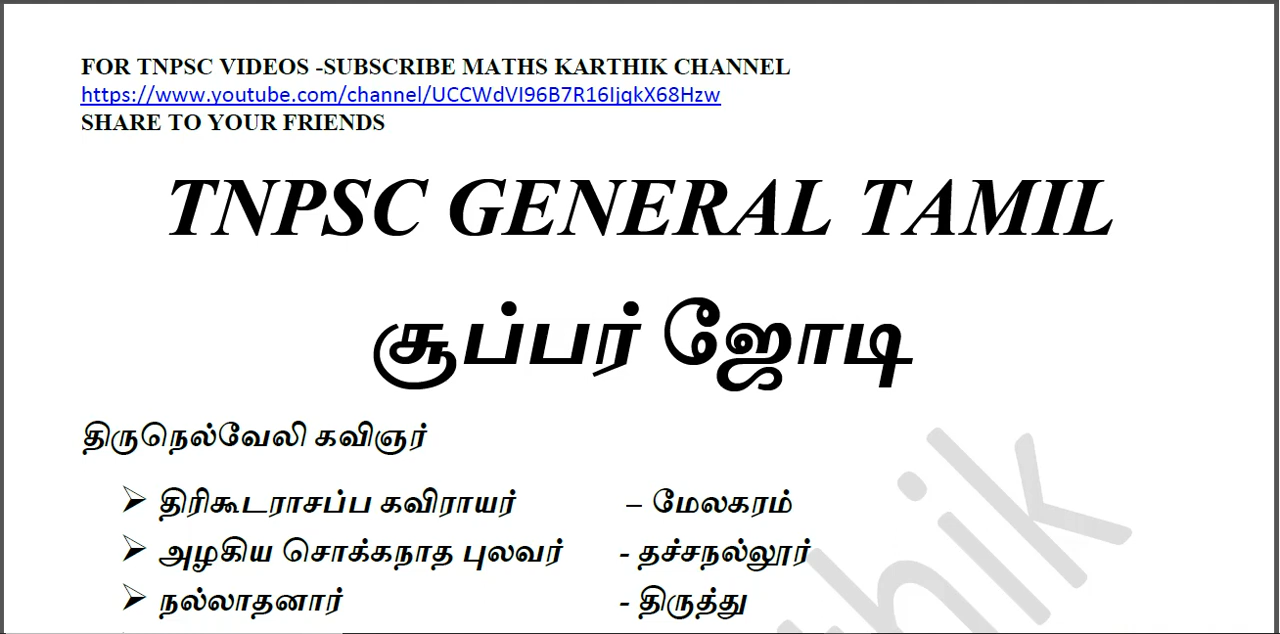 FOR TNPSC VIDEOS -SUBSCRIBE MATHS KARTHIK CHANNEL
https://www.youtube.com/channel/UCCWdVI96B7R16IjqkX68Hzw
SHARE TO YOUR FRIENDS
TNPSC GENERAL TAMIL
சூப்பர் ஜோடி
திருநெல்வேலி கவிஞர்
➢ திரிகூடராசப்ப கவிராயர் – மேலகரம்
➢ அழகிய சொக்கநாத புலவர் - தச்சநல்லூர்
➢ நல்லாதனார் - திருத்து